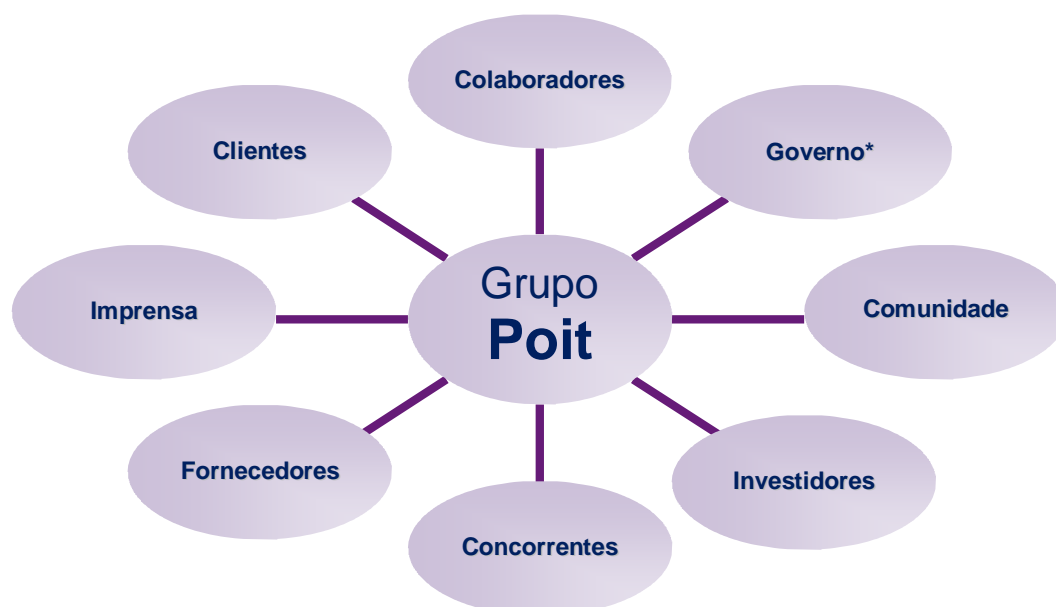 Colaboradores
Clientes
Governo*
Imprensa
Grupo
Poit
Comunidade
Fornecedores
Investidores
Concorrentes